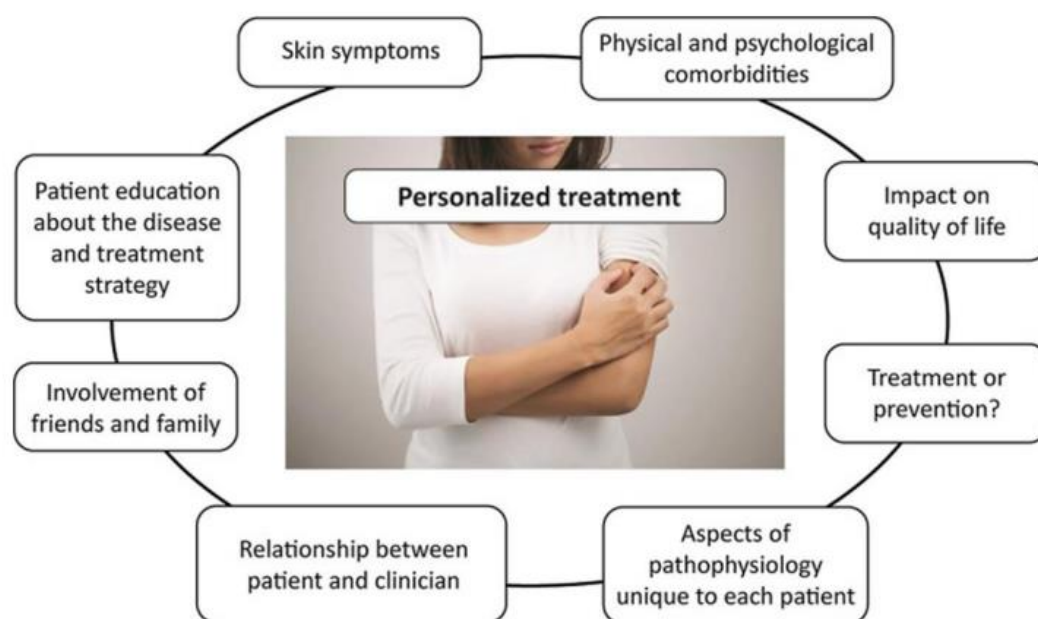 Skin symptoms
Physical and psychological
comorbidities
Patient education
about the disease
and treatment
strategy
Personalized treatment
Impact on
quality of life
Involvement of
friends and family
Treatment or
prevention?
Relationship between
patient and clinician
Aspects of
pathophysiology
unique to each patient